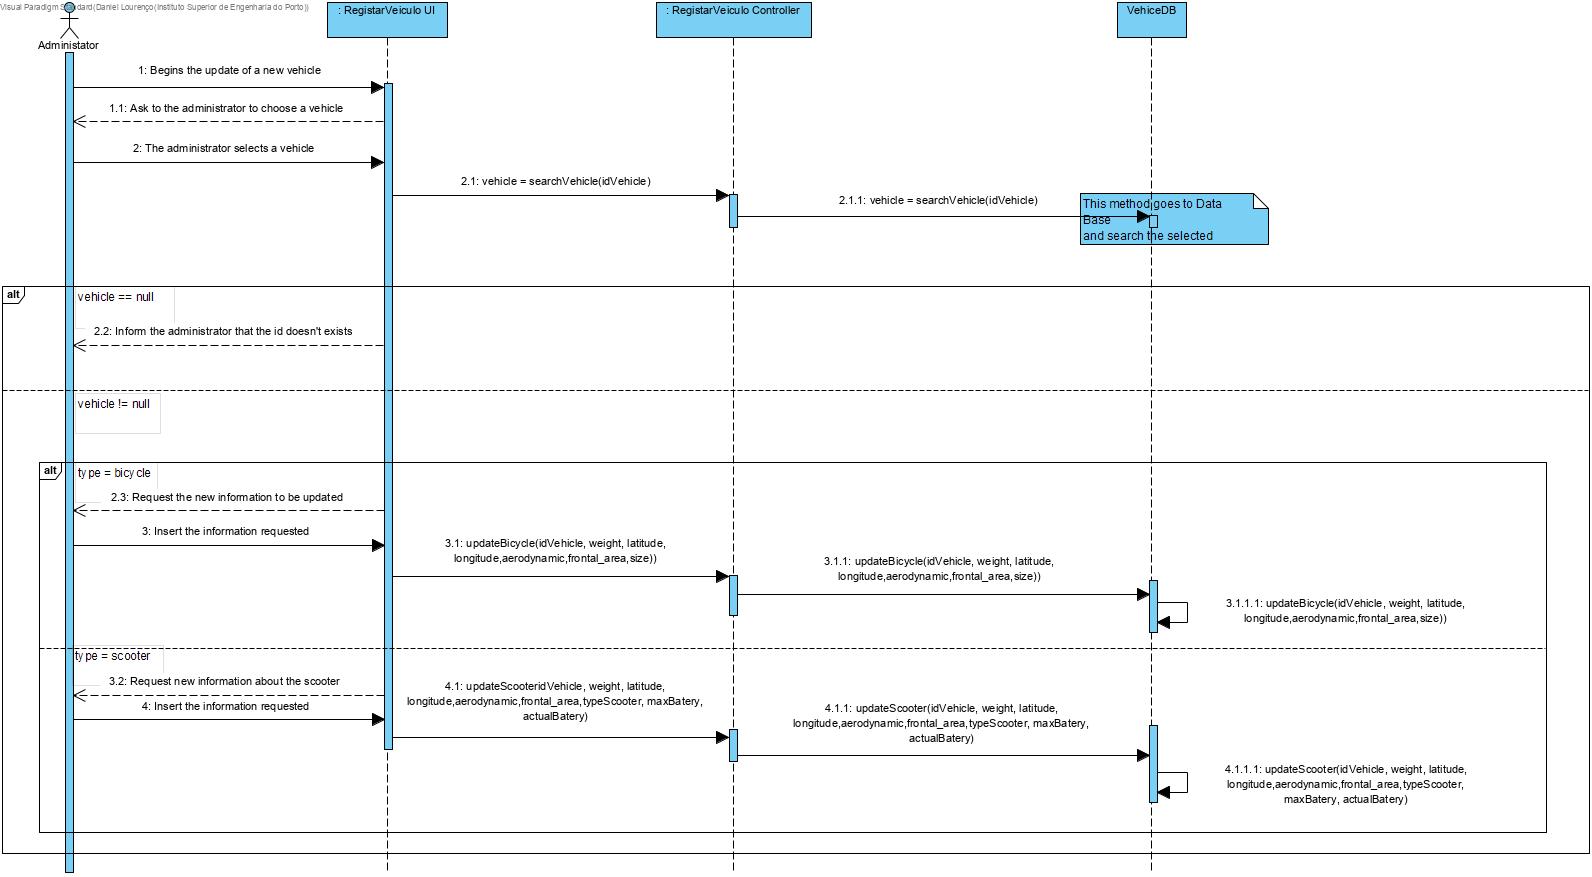 Visual Paradigm Standard(Daniel Lourenço(Instituto Superior de Engenharia do Porto))
: RegistarVeiculo UI
: RegistarVeiculo Controller
VehiceDB
Administator
1: Begins the update of a new vehicle
1.1: Ask to the administrator to choose a vehicle
2: The administrator selects a vehicle
2.1: vehicle = searchVehicle(idVehicle)
2.1.1: vehicle = searchVehicle(idVehicle)
This method goes to Data
Base
and search the selected
alt
vehicle == null
2.2: Inform the administrator that the id doesn't exists
vehicle != null
alt
type = bicycle
2.3: Request the new information to be updated
3: Insert the information requested
3.1: updateBicycle(idVehicle, weight, latitude,
longitude,aerodynamic,frontal_area,size))
3.1.1: updateBicycle(idVehicle, weight, latitude,
longitude,aerodynamic,frontal_area,size))
3.1.1.1: updateBicycle(idVehicle, weight, latitude,
longitude,aerodynamic,frontal_area,size))
type = scooter
3.2: Request new information about the scooter
4: Insert the information requested
4.1: updateScooteridVehicle, weight, latitude,
longitude,aerodynamic,frontal_area,typeScooter, maxBatery,
actualBatery)
4.1.1: updateScooter(idVehicle, weight, latitude,
longitude,aerodynamic,frontal_area,typeScooter, maxBatery,
actualBatery)
4.1.1.1: updateScooter(idVehicle, weight, latitude,
longitude,aerodynamic,frontal_area,typeScooter,
maxBatery, actualBatery)